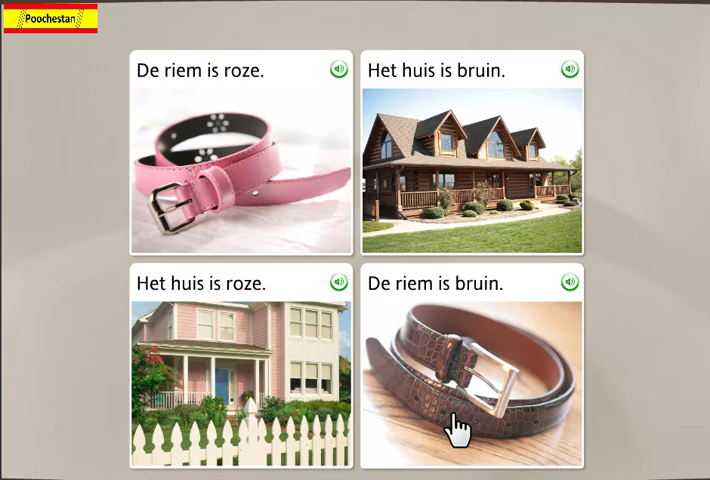 Poochestan
De riem is roze.
Het huis is bruin.
Het huis is roze.
De riem is bruin.